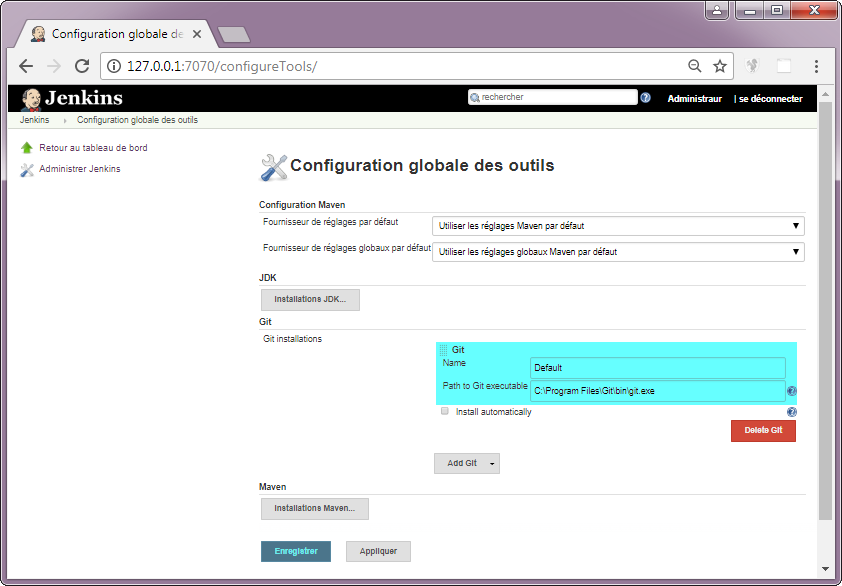 Configuration globale de
127.0.0.1:7070/configureTools/
Jenkins
rechercher
Administraur | se déconnecter
Jenkins
Configuration globale des outils
Retour au tableau de bord
Administrer Jenkins
Configuration globale des outils
Configuration Maven
Fournisseur de réglages par défaut
Utiliser les réglages Maven par défaut
Fournisseur de réglages globaux par défaut
Utiliser les réglages globaux Maven par défaut
JDK
Installations JDK...
Git
Git installations
Git
Name
Default
Path to Git executable
C:\Program Files\Git\bin\git.exe
Install automatically
Delete Git
Add Git
Maven
Installations Maven...
Enregistrer
Appliquer